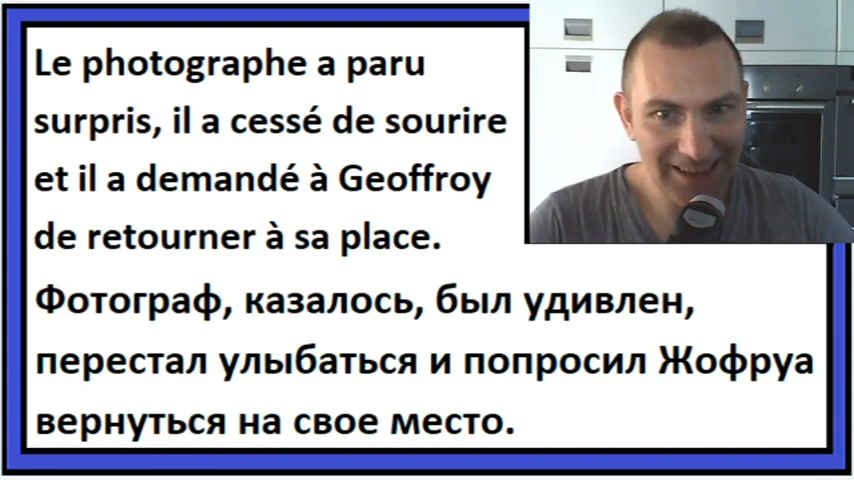 Le photographe a paru
surpris, il a cessé de sourire
et il a demandé à Geoffroy
de retourner à sa place.
Фотограф, казалось, был удивлен,
перестал улыбаться и попросил Жофруа
вернуться на свое место.